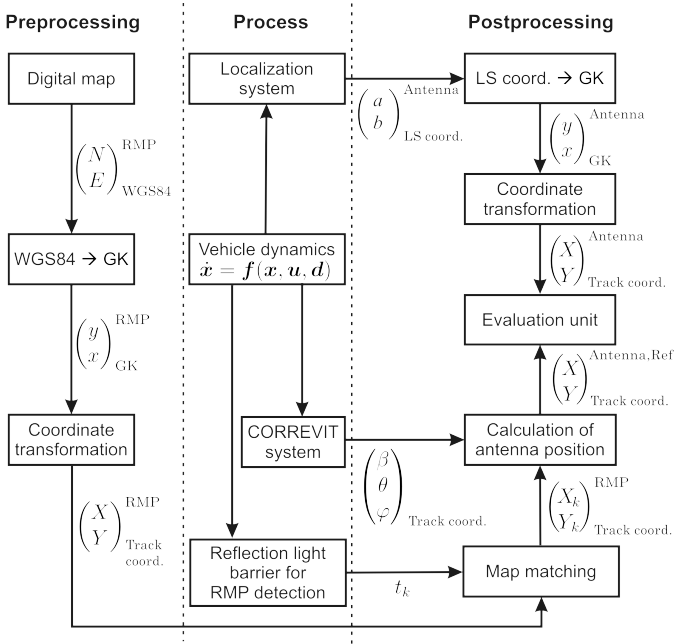 Preprocessing
Process
Postprocessing
Digital map
Localization
system
LS coord. → GK
(a b) Antenna LS coord.
(N E) RMP WGS84
(y x) Antenna GK
Coordinate
transformation
WGS84 → GK
Vehicle dynamics
ẋ = f(x, u, d)
(X Y) Antenna Track coord.
Evaluation unit
(y x) RMP GK
(X Y) Antenna,Ref Track coord.
Coordinate
transformation
CORREVIT
system
Calculation of
antenna position
(β θ φ) Track coord.
(X Y) RMP Track
coord.
(Xk Yk) RMP Track coord.
Reflection light
barrier for
RMP detection
tk
Map matching